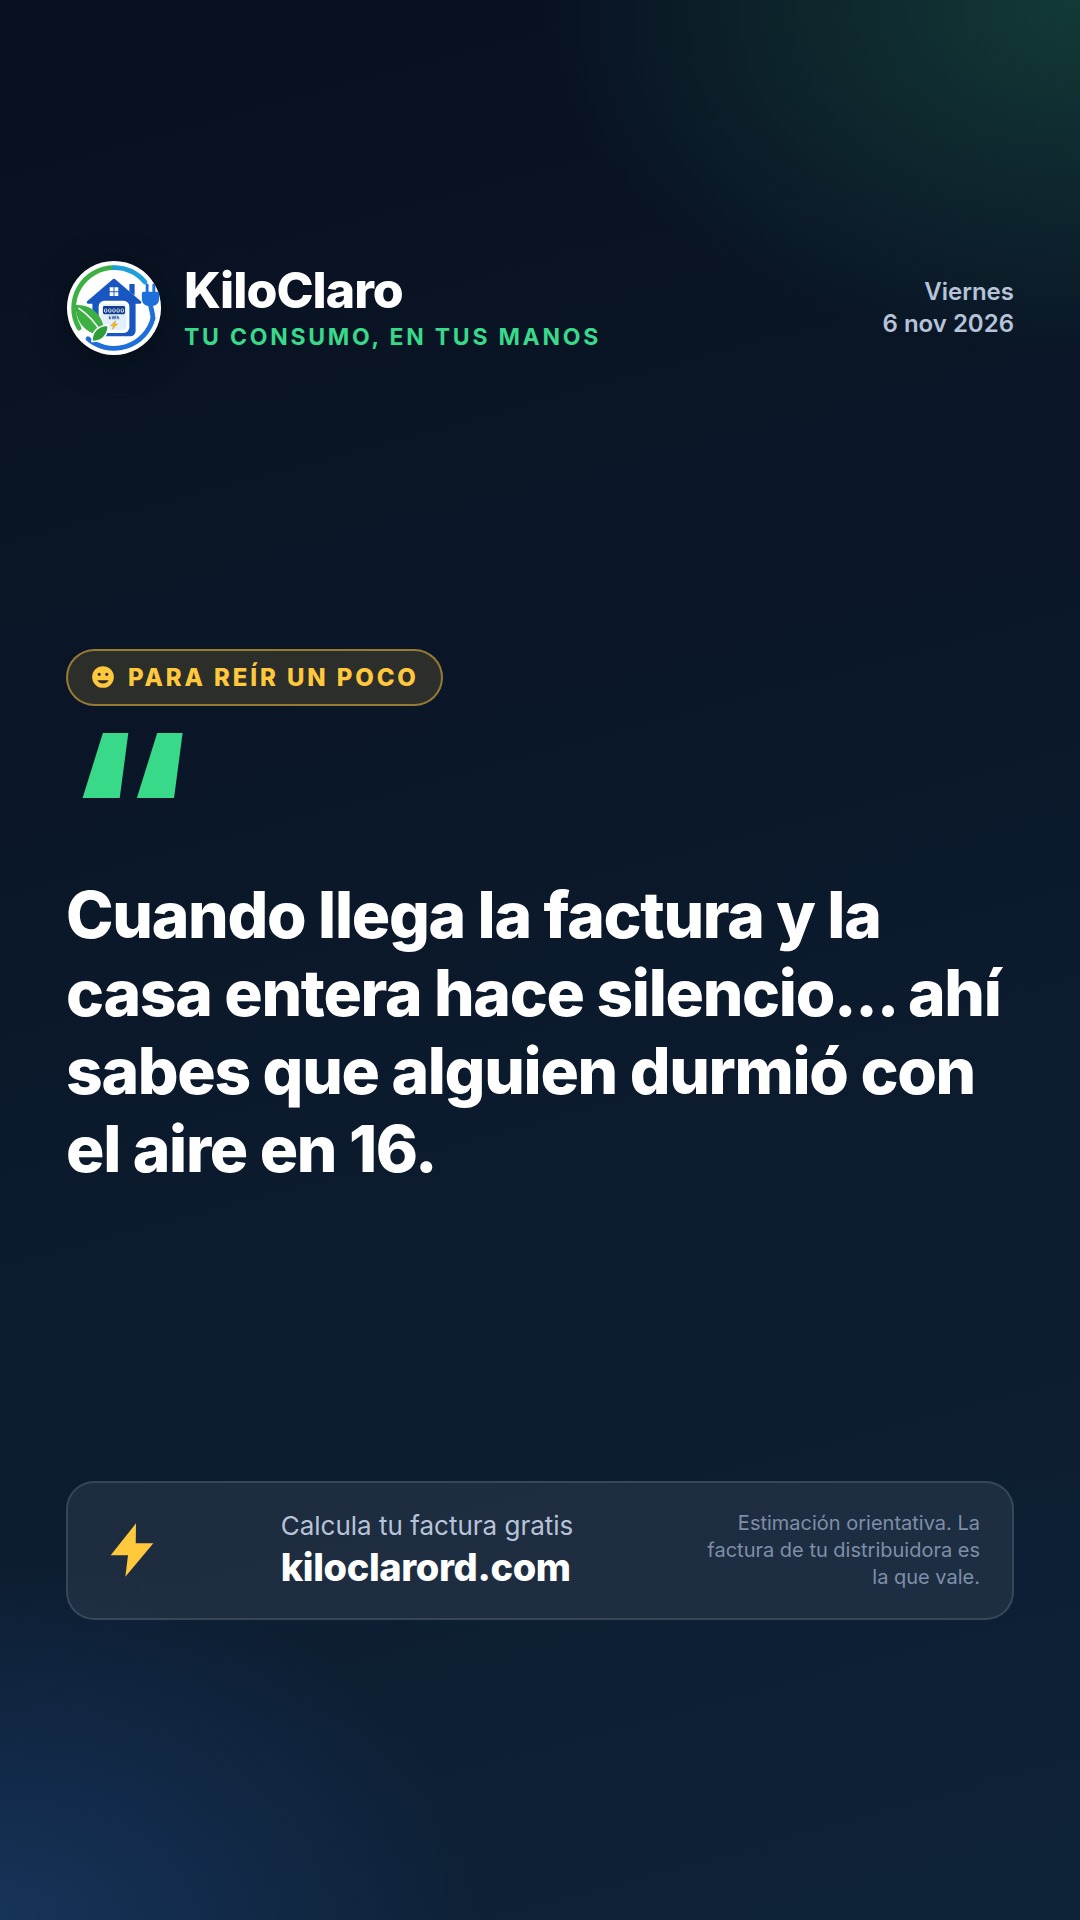 KiloClaro
TU CONSUMO, EN TUS MANOS
Viernes
6 nov 2026
PARA REÍR UN POCO
“
Cuando llega la factura y la
casa entera hace silencio… ahí
sabes que alguien durmió con
el aire en 16.
Calcula tu factura gratis
kiloclarord.com
Estimación orientativa. La
factura de tu distribuidora es
la que vale.